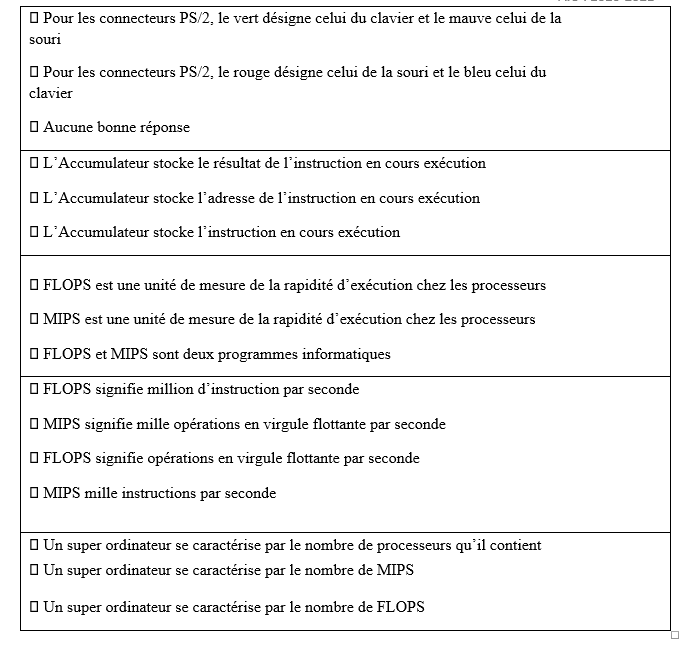 ▯ Pour les connecteurs PS/2, le vert désigne celui du clavier et le mauve celui de la
souri
▯ Pour les connecteurs PS/2, le rouge désigne celui de la souri et le bleu celui du
clavier
▯ Aucune bonne réponse
▯ L’Accumulateur stocke le résultat de l’instruction en cours exécution
▯ L’Accumulateur stocke l’adresse de l’instruction en cours exécution
▯ L’Accumulateur stocke l’instruction en cours exécution
▯ FLOPS est une unité de mesure de la rapidité d’exécution chez les processeurs
▯ MIPS est une unité de mesure de la rapidité d’exécution chez les processeurs
▯ FLOPS et MIPS sont deux programmes informatiques
▯ FLOPS signifie million d’instruction par seconde
▯ MIPS signifie mille opérations en virgule flottante par seconde
▯ FLOPS signifie opérations en virgule flottante par seconde
▯ MIPS mille instructions par seconde
▯ Un super ordinateur se caractérise par le nombre de processeurs qu’il contient
▯ Un super ordinateur se caractérise par le nombre de MIPS
▯ Un super ordinateur se caractérise par le nombre de FLOPS